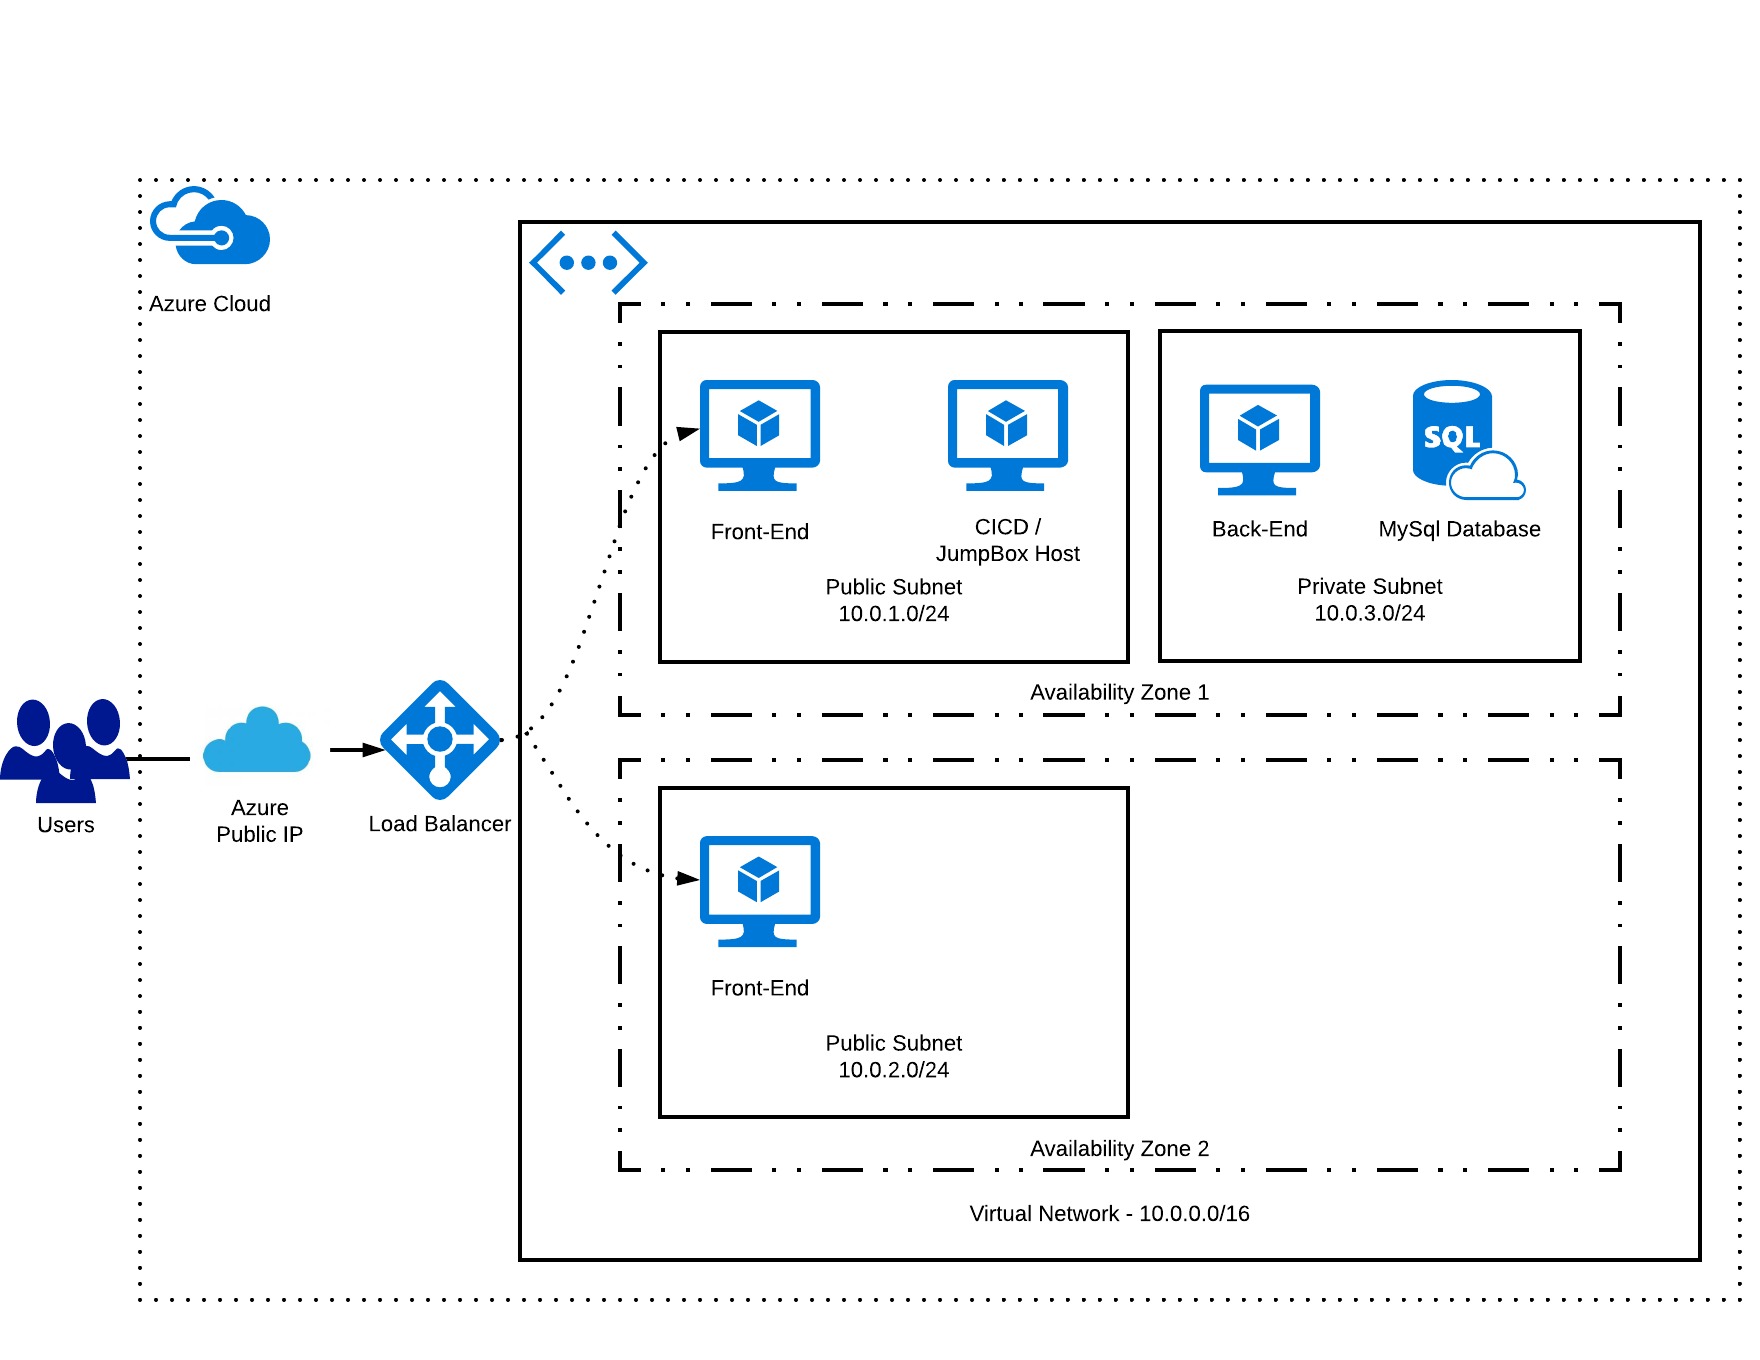 Azure Cloud
Front-End
CICD /
JumpBox Host
Public Subnet
10.0.1.0/24
Back-End
SQL
MySql Database
Private Subnet
10.0.3.0/24
Availability Zone 1
Users
Azure
Public IP
Load Balancer
Front-End
Public Subnet
10.0.2.0/24
Availability Zone 2
Virtual Network - 10.0.0.0/16